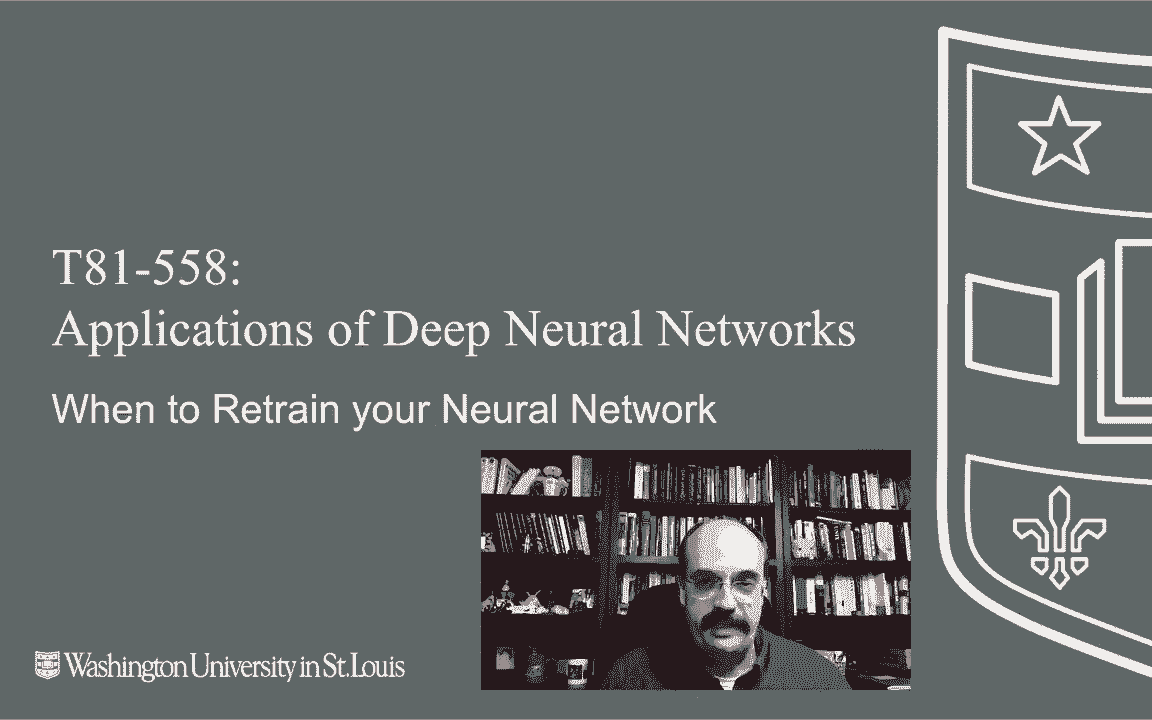 T81-558:
Applications of Deep Neural Networks
When to Retrain your Neural Network
Washington University in St.Louis